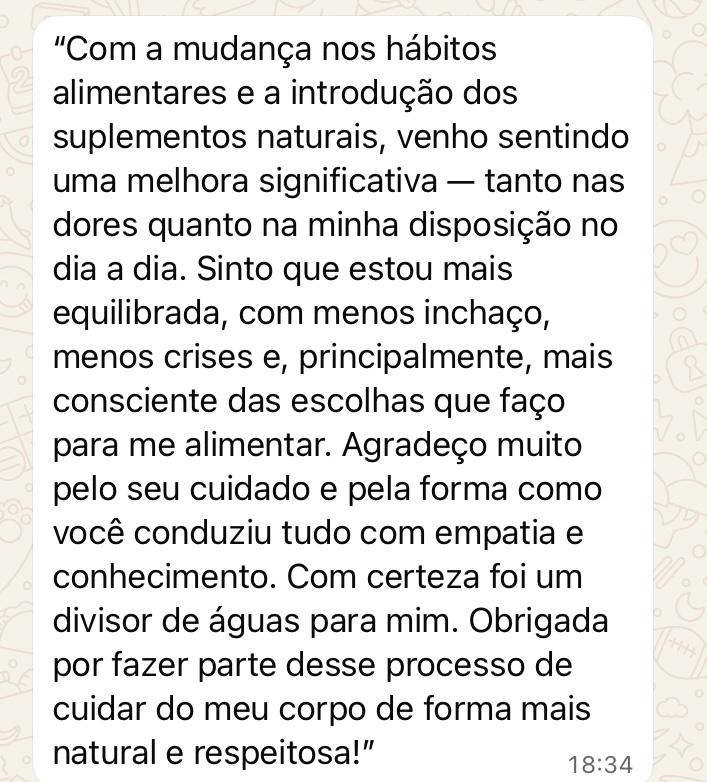 “Com a mudança nos hábitos
alimentares e a introdução dos
suplementos naturais, venho sentindo
uma melhora significativa — tanto nas
dores quanto na minha disposição no
dia a dia. Sinto que estou mais
equilibrada, com menos inchaço,
menos crises e, principalmente, mais
consciente das escolhas que faço
para me alimentar. Agradeço muito
pelo seu cuidado e pela forma como
você conduziu tudo com empatia e
conhecimento. Com certeza foi um
divisor de águas para mim. Obrigada
por fazer parte desse processo de
cuidar do meu corpo de forma mais
natural e respeitosa!”
18:34